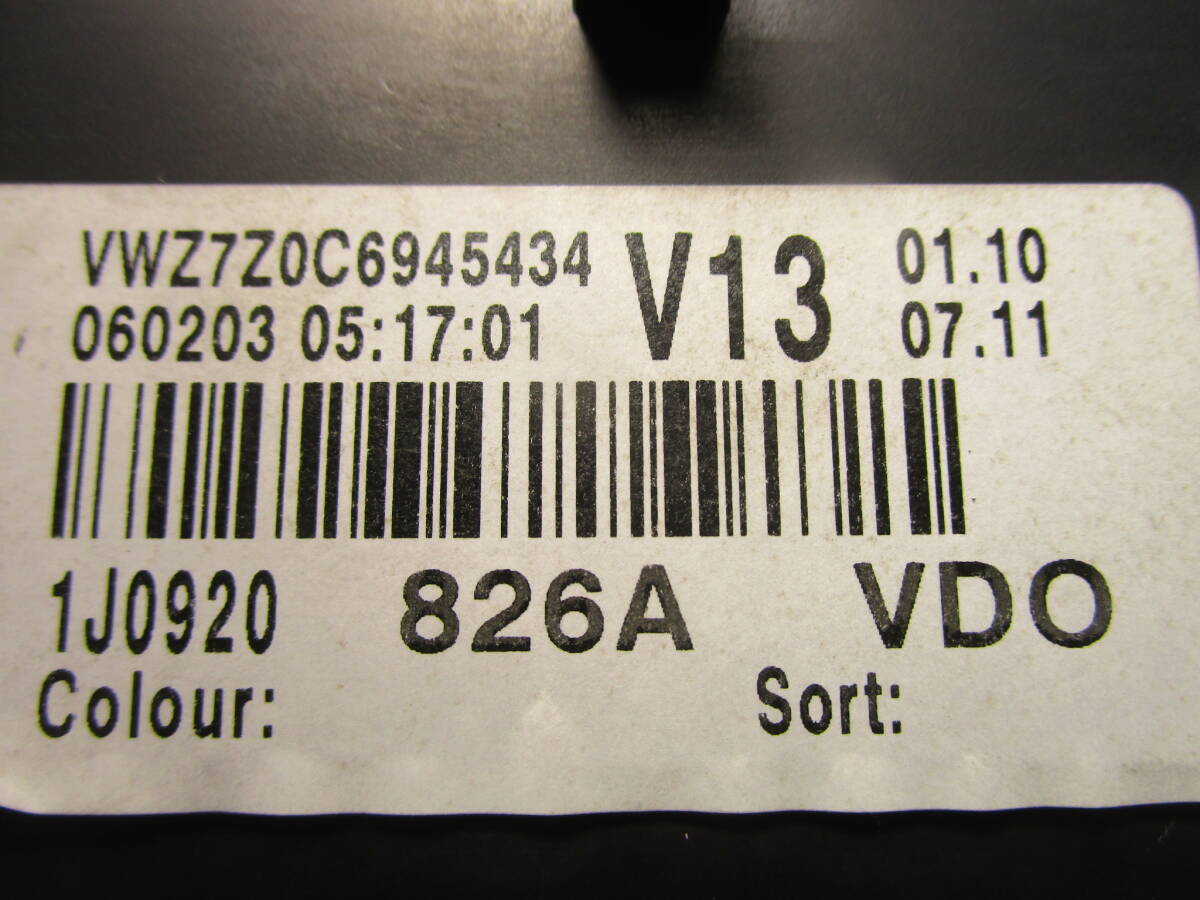 VWZ7Z0C6945434 V13 01.10
060203 05:17:01 07.11
1J0920 826A VDO
Colour: Sort: